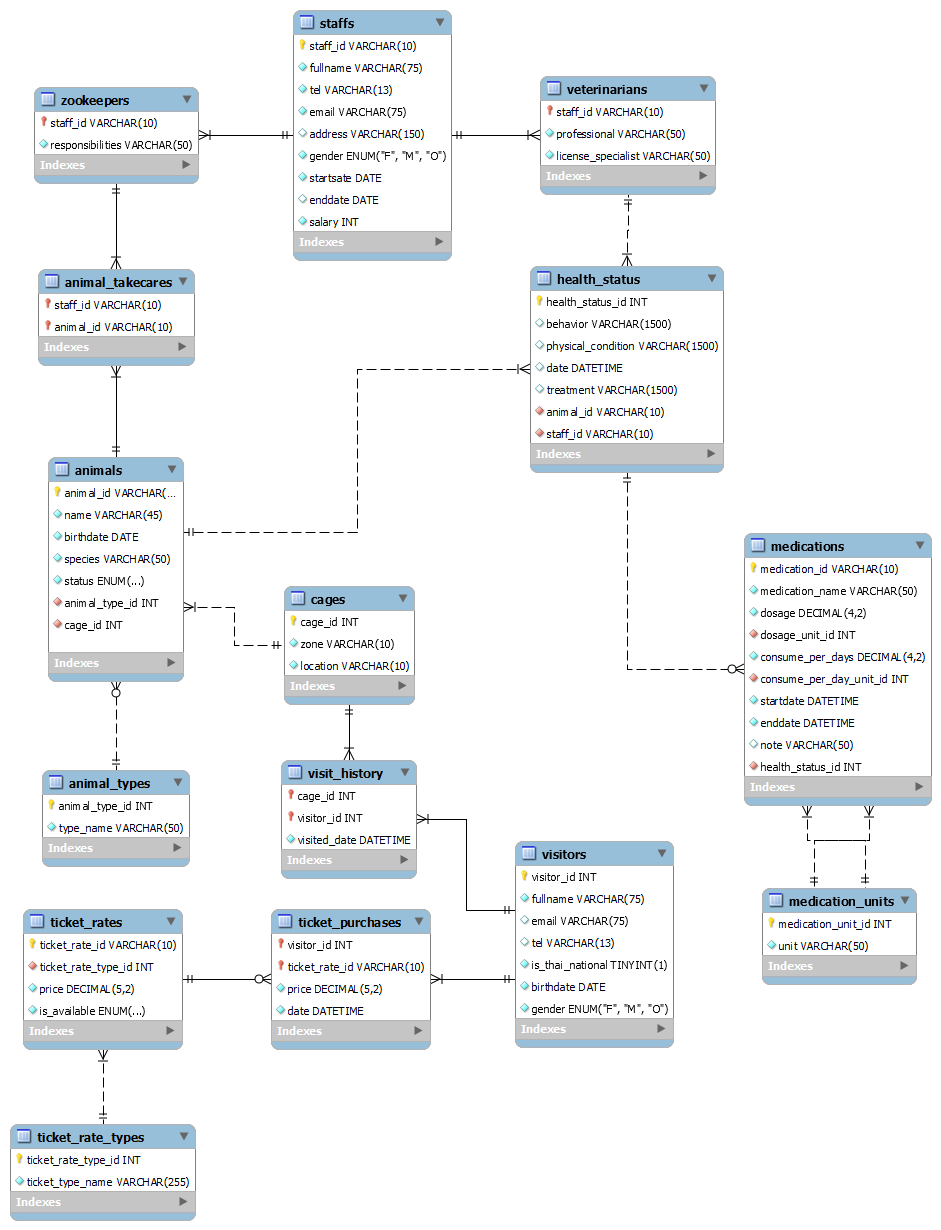 staffs
staff_id VARCHAR(10)
fullname VARCHAR(75)
tel VARCHAR(13)
email VARCHAR(75)
address VARCHAR(150)
gender ENUM("F", "M", "O")
startsate DATE
enddate DATE
salary INT
Indexes
zookeepers
staff_id VARCHAR(10)
responsibilities VARCHAR(50)
Indexes
veterinarians
staff_id VARCHAR(10)
professional VARCHAR(50)
license_specialist VARCHAR(50)
Indexes
animal_takecares
staff_id VARCHAR(10)
animal_id VARCHAR(10)
Indexes
health_status
health_status_id INT
behavior VARCHAR(1500)
physical_condition VARCHAR(1500)
date DATETIME
treatment VARCHAR(1500)
animal_id VARCHAR(10)
staff_id VARCHAR(10)
Indexes
animals
animal_id VARCHAR(...
name VARCHAR(45)
birthdate DATE
species VARCHAR(50)
status ENUM(...)
animal_type_id INT
cage_id INT
Indexes
medications
medication_id VARCHAR(10)
medication_name VARCHAR(50)
dosage DECIMAL(4,2)
dosage_unit_id INT
consume_per_days DECIMAL(4,2)
consume_per_day_unit_id INT
startdate DATETIME
enddate DATETIME
note VARCHAR(50)
health_status_id INT
Indexes
cages
cage_id INT
zone VARCHAR(10)
location VARCHAR(10)
Indexes
animal_types
animal_type_id INT
type_name VARCHAR(50)
Indexes
visit_history
cage_id INT
visitor_id INT
visited_date DATETIME
Indexes
visitors
visitor_id INT
fullname VARCHAR(75)
email VARCHAR(75)
tel VARCHAR(13)
is_thai_national TINYINT(1)
birthdate DATE
gender ENUM("F", "M", "O")
Indexes
medication_units
medication_unit_id INT
unit VARCHAR(50)
Indexes
ticket_rates
ticket_rate_id VARCHAR(10)
ticket_rate_type_id INT
price DECIMAL(5,2)
is_available ENUM(...)
Indexes
ticket_purchases
visitor_id INT
ticket_rate_id VARCHAR(10)
price DECIMAL(5,2)
date DATETIME
Indexes
ticket_rate_types
ticket_rate_type_id INT
ticket_type_name VARCHAR(255)
Indexes